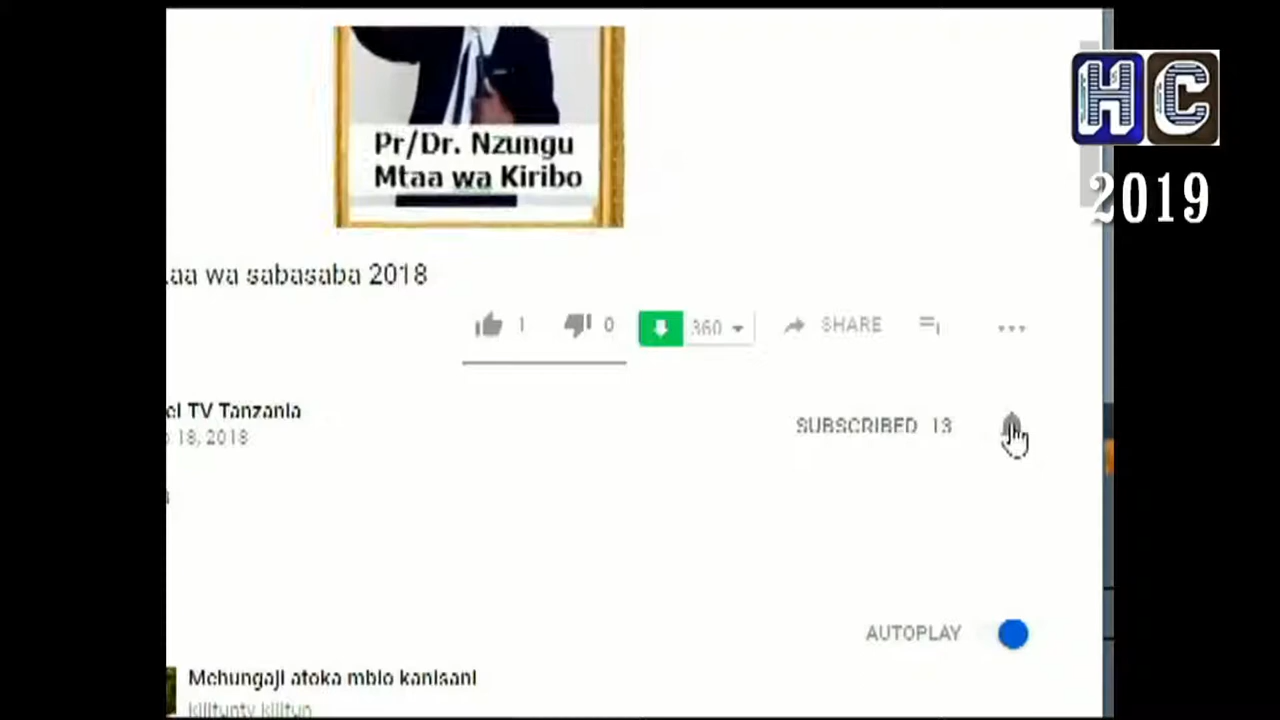 HC
2019
Pr/Dr. Nzungu
Mtaa wa Kiribo
aa wa sabasaba 2018
1
0
360
SHARE
el TV Tanzania
18, 2018
SUBSCRIBED 13
AUTOPLAY
Mchungaji atoka mbio kanisani